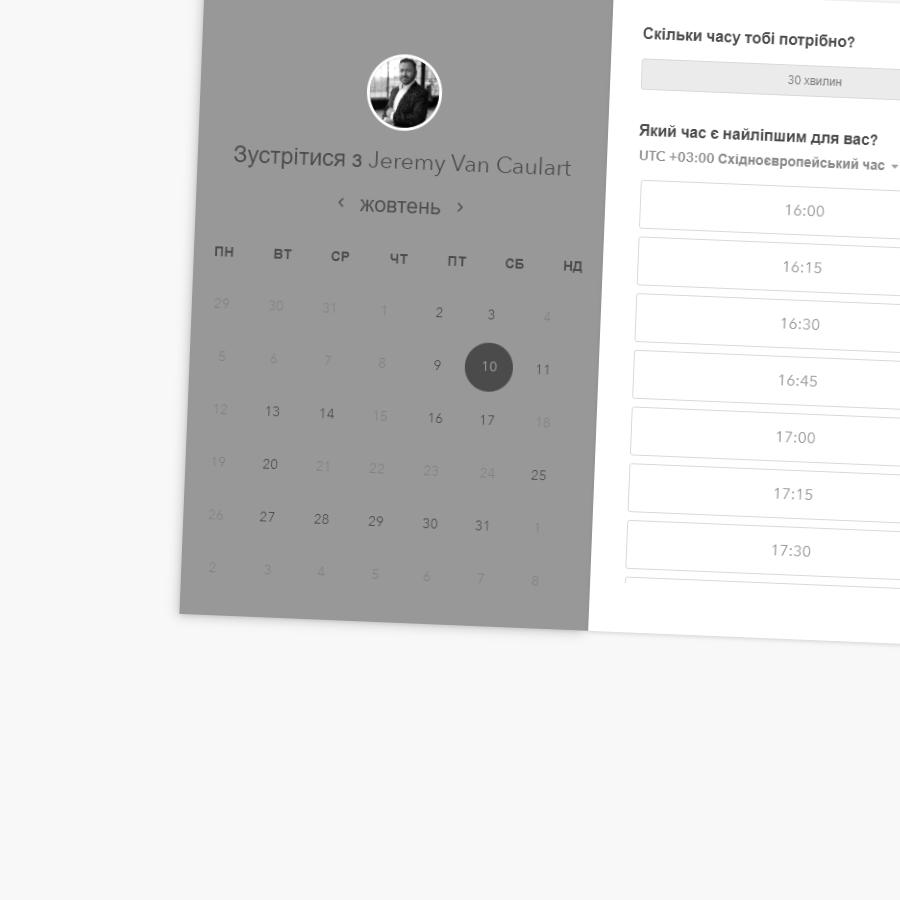 Зустрітися з Jeremy Van Caulart
‹ жовтень ›
ПН ВТ СР ЧТ ПТ СБ НД
29 30 31 1 2 3 4
5 6 7 8 9 10 11
12 13 14 15 16 17 18
19 20 21 22 23 24 25
26 27 28 29 30 31 1
2 3 4 5 6 7 8
Скільки часу тобі потрібно?
30 хвилин
Який час є найліпшим для вас?
UTC +03:00 Східноєвропейський час
16:00
16:15
16:30
16:45
17:00
17:15
17:30